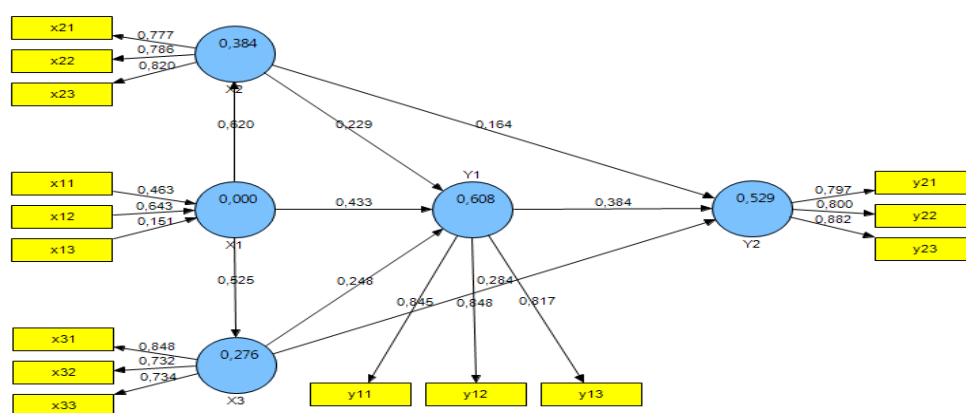 x21
0,777
x22
0,786
x23
0,820
0,384
X2
0,620
0,229
0,164
x11
0,463
x12
0,643
x13
0,151
0,000
X1
0,433
Y1
0,608
0,384
0,529
Y2
0,797
y21
0,800
y22
0,882
y23
0,525
0,248
0,284
0,845
0,848
0,817
x31
0,848
x32
0,732
x33
0,734
0,276
X3
y11
y12
y13